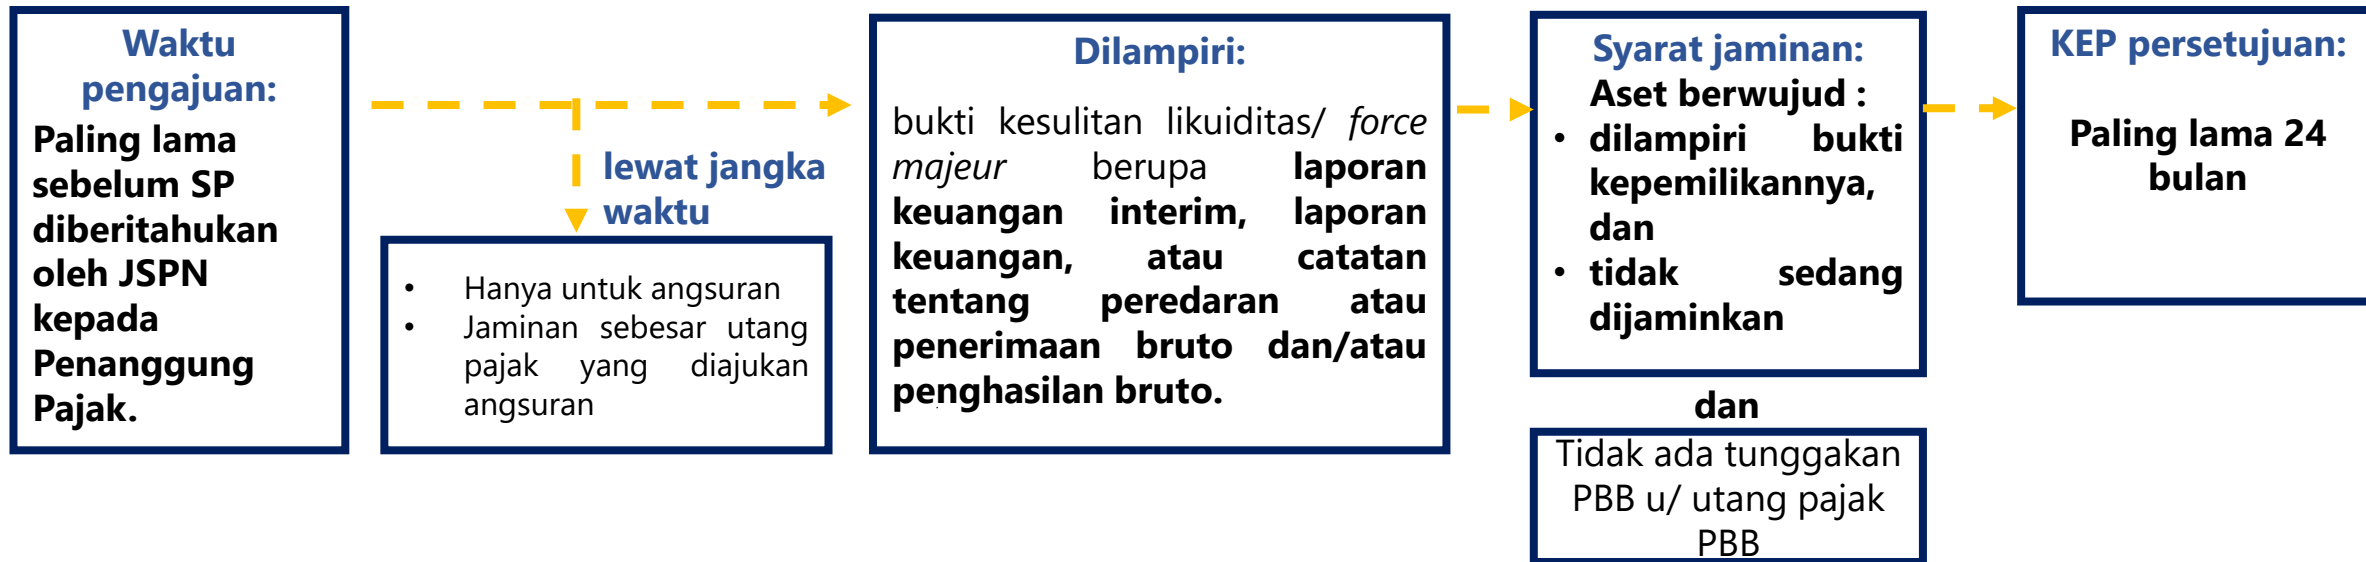 Waktu
pengajuan:
Paling lama
sebelum SP
diberitahukan
oleh JSPN
kepada
Penanggung
Pajak.
lewat jangka
waktu
• Hanya untuk angsuran
• Jaminan sebesar utang
pajak yang diajukan
angsuran
Dilampiri:
bukti kesulitan likuiditas/ force
majeur berupa laporan
keuangan interim, laporan
keuangan, atau catatan
tentang peredaran atau
penerimaan bruto dan/atau
penghasilan bruto.
Syarat jaminan:
Aset berwujud :
• dilampiri bukti
kepemilikannya,
dan
• tidak sedang
dijaminkan
dan
Tidak ada tunggakan
PBB u/ utang pajak
PBB
KEP persetujuan:
Paling lama 24
bulan